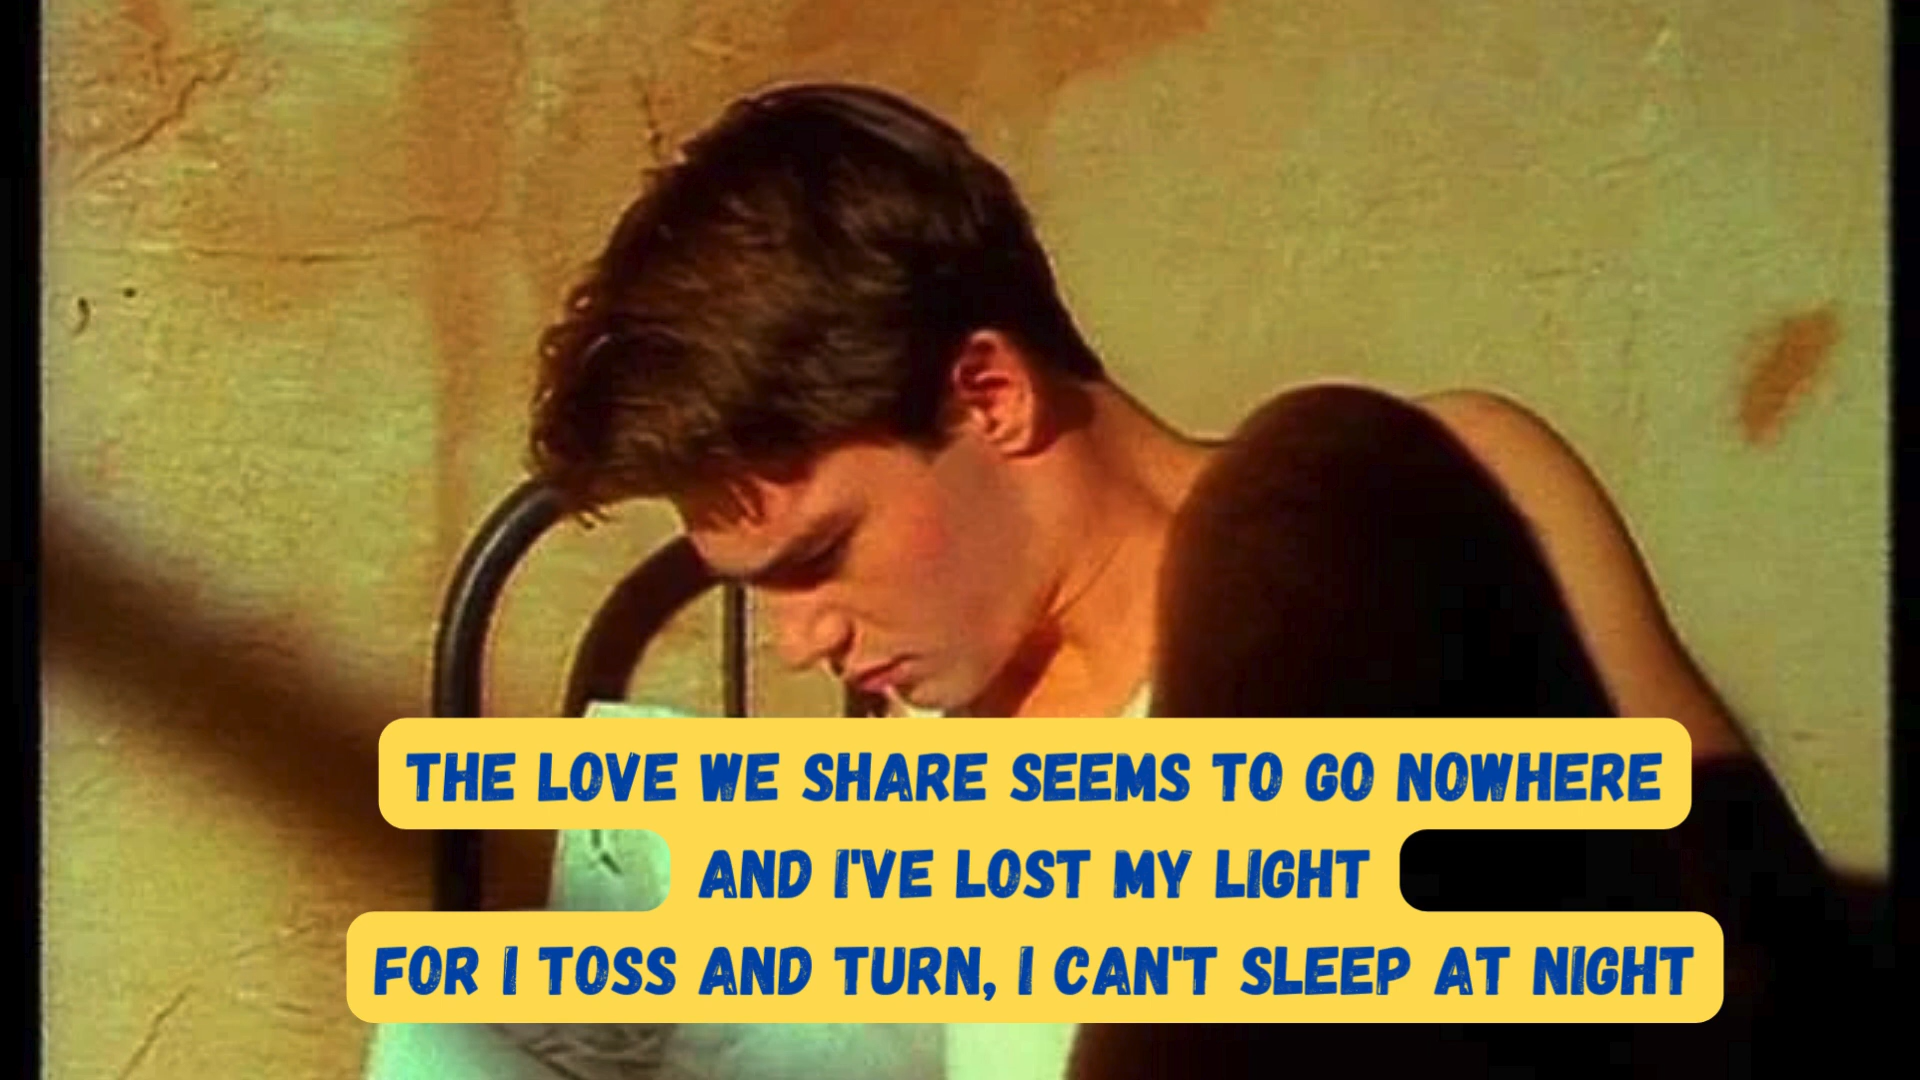 THE LOVE WE SHARE SEEMS TO GO NOWHERE
AND I'VE LOST MY LIGHT
FOR I TOSS AND TURN, I CAN'T SLEEP AT NIGHT